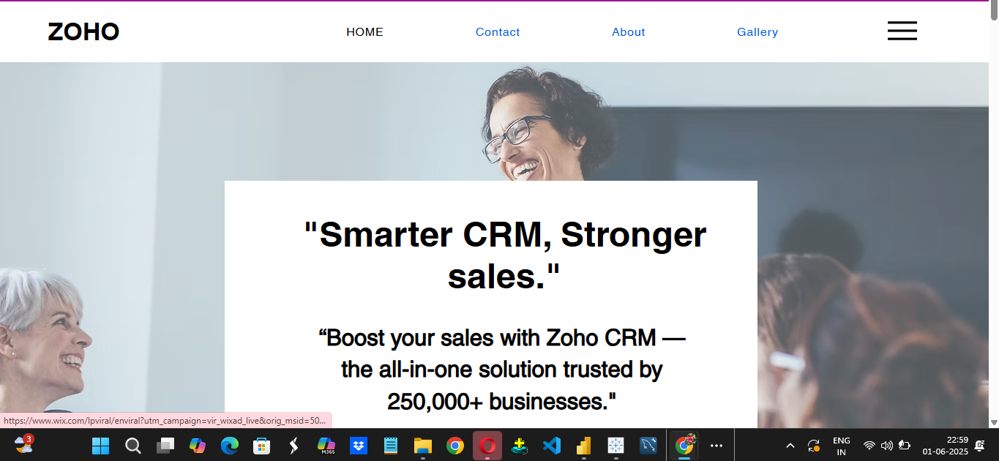 ZOHO
HOME
Contact
About
Gallery
"Smarter CRM, Stronger
sales."
“Boost your sales with Zoho CRM —
the all-in-one solution trusted by
250,000+ businesses."
https://www.wix.com/lpviral/enviral?utm_campaign=vir_wixad_live&orig_msid=50...
3
M365
ENG
IN
22:59
01-06-2025